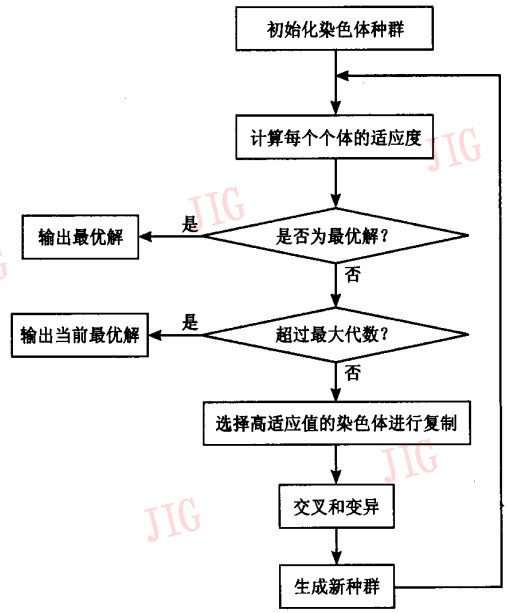 初始化染色体种群
JIG
计算每个个体的适应度
JIG
是
输出最优解
是否为最优解?
否
是
输出当前最优解
超过最大代数?
否
选择高适应值的染色体进行复制
JIG
交叉和变异
JIG
生成新种群